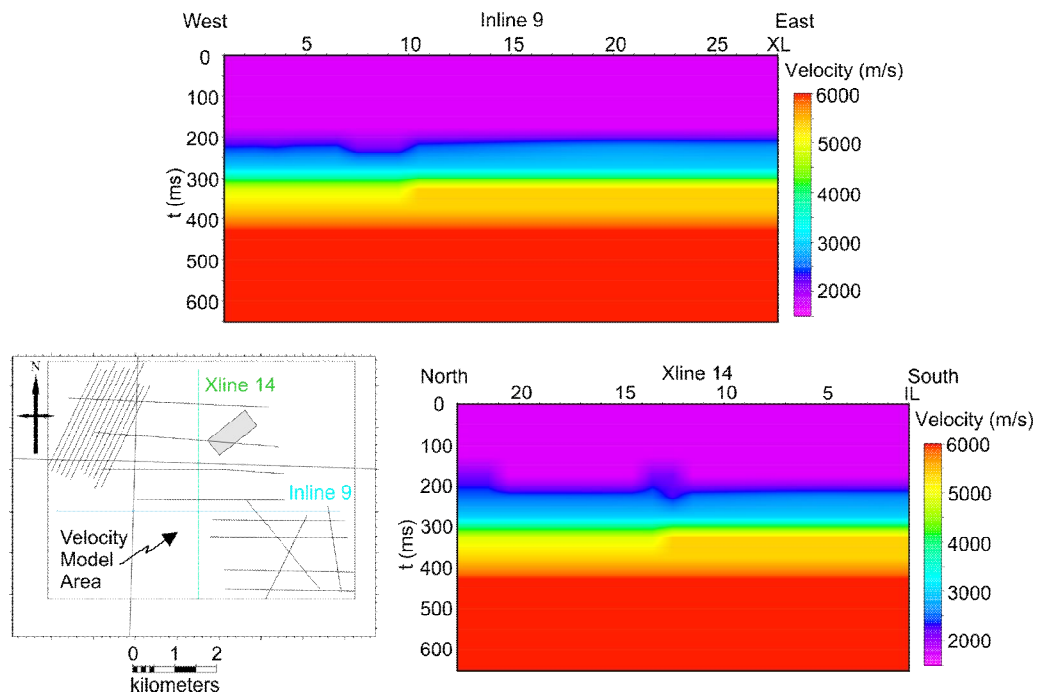 West Inline 9 East
5 10 15 20 25 XL
0
100
200
300
400
500
600
t (ms)
Velocity (m/s)
6000
5000
4000
3000
2000
N
Xline 14
Inline 9
Velocity
Model
Area
0 1 2
kilometers
North Xline 14 South
20 15 10 5 IL
0
100
200
300
400
500
600
t (ms)
Velocity (m/s)
6000
5000
4000
3000
2000